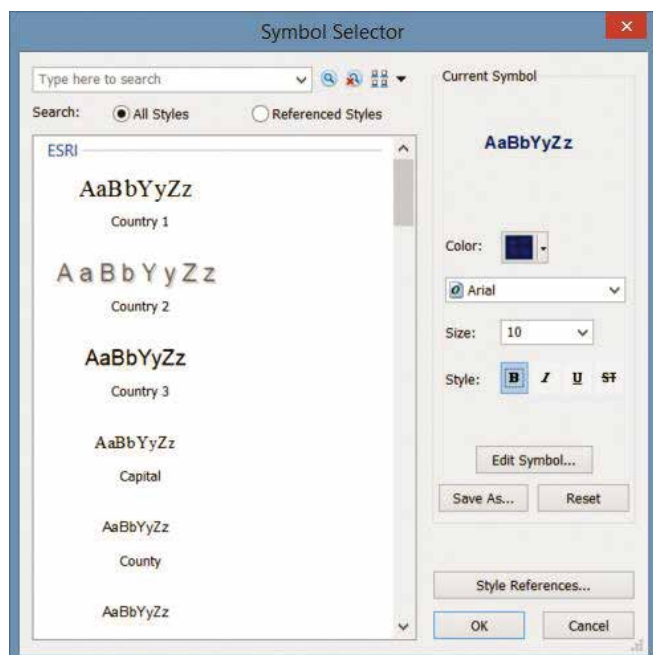 Symbol Selector
Type here to search
Search: All Styles Referenced Styles
ESRI
AaBbYyZz
Country 1
AaBbYyZz
Country 2
AaBbYyZz
Country 3
AaBbYyZz
Capital
AaBbYyZz
County
AaBbYyZz
Current Symbol
AaBbYyZz
Color:
Arial
Size: 10
Style: B I U ST
Edit Symbol...
Save As... Reset
Style References...
OK Cancel